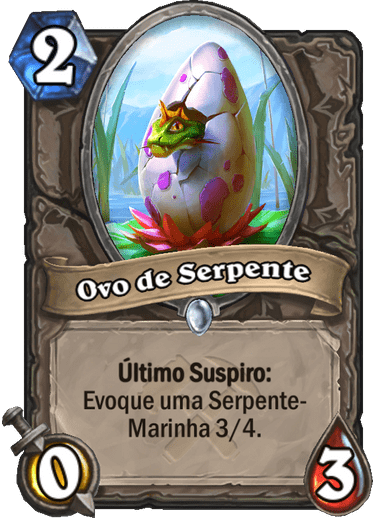 2
Ovo de Serpente
Último Suspiro:
Evoque uma Serpente-
Marinha 3/4.
0
3